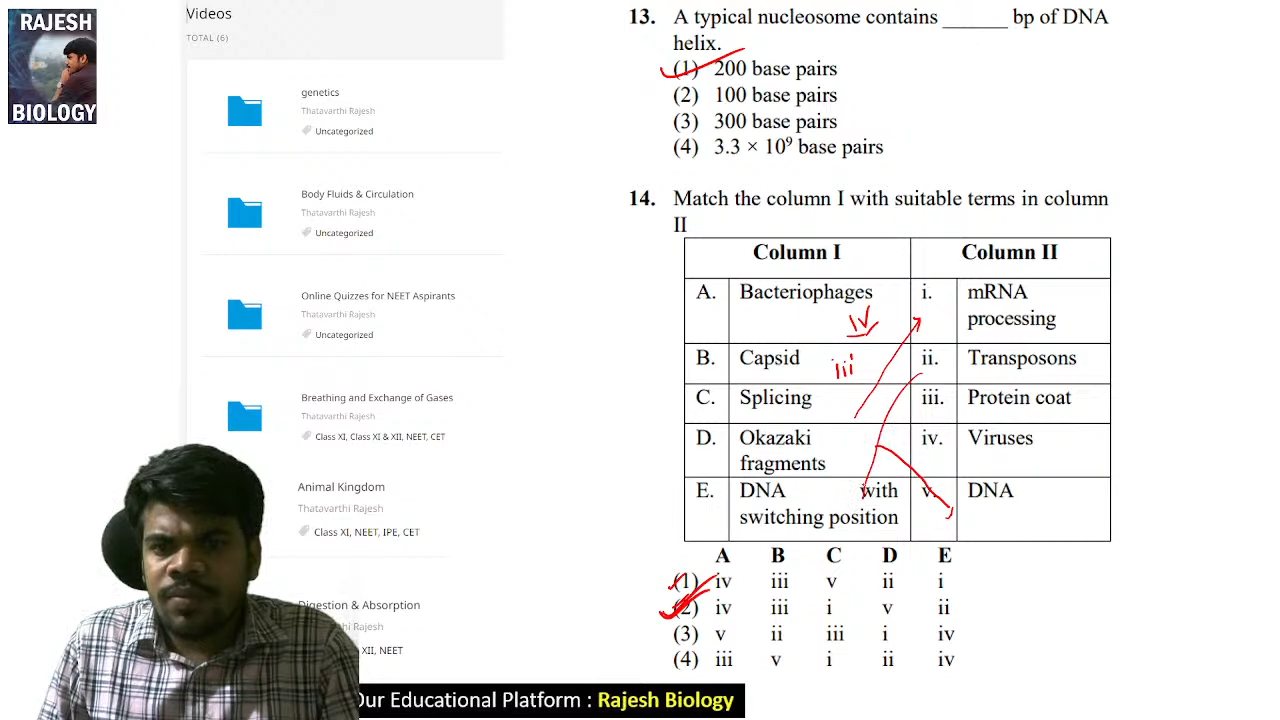 RAJESH
BIOLOGY
Videos
TOTAL (6)
genetics
Thatavarthi Rajesh
Uncategorized
Body Fluids & Circulation
Thatavarthi Rajesh
Uncategorized
Online Quizzes for NEET Aspirants
Thatavarthi Rajesh
Uncategorized
Breathing and Exchange of Gases
Thatavarthi Rajesh
Class XI, Class XI & XII, NEET, CET
Animal Kingdom
Thatavarthi Rajesh
Class XI, NEET, IPE, CET
Digestion & Absorption
Rajesh
XII, NEET
13. A typical nucleosome contains ______ bp of DNA
helix.
(1) 200 base pairs
(2) 100 base pairs
(3) 300 base pairs
(4) 3.3 × 10⁹ base pairs
14. Match the column I with suitable terms in column
II
Column I Column II
A. Bacteriophages i. mRNA
processing
iv
B. Capsid iii ii. Transposons
C. Splicing iii. Protein coat
D. Okazaki iv. Viruses
fragments
E. DNA with v. DNA
switching position
A B C D E
(1) iv iii v ii i
(2) iv iii i v ii
(3) v ii iii i iv
(4) iii v i ii iv
Our Educational Platform : Rajesh Biology